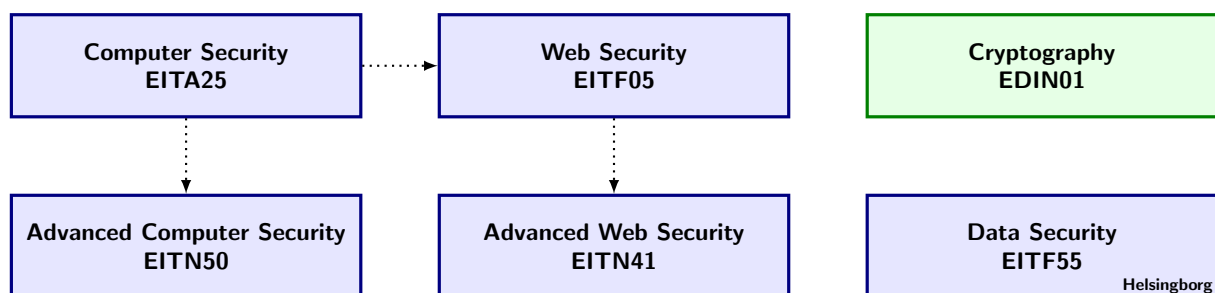 Computer Security
EITA25
Web Security
EITF05
Cryptography
EDIN01
Advanced Computer Security
EITN50
Advanced Web Security
EITN41
Data Security
EITF55
Helsingborg